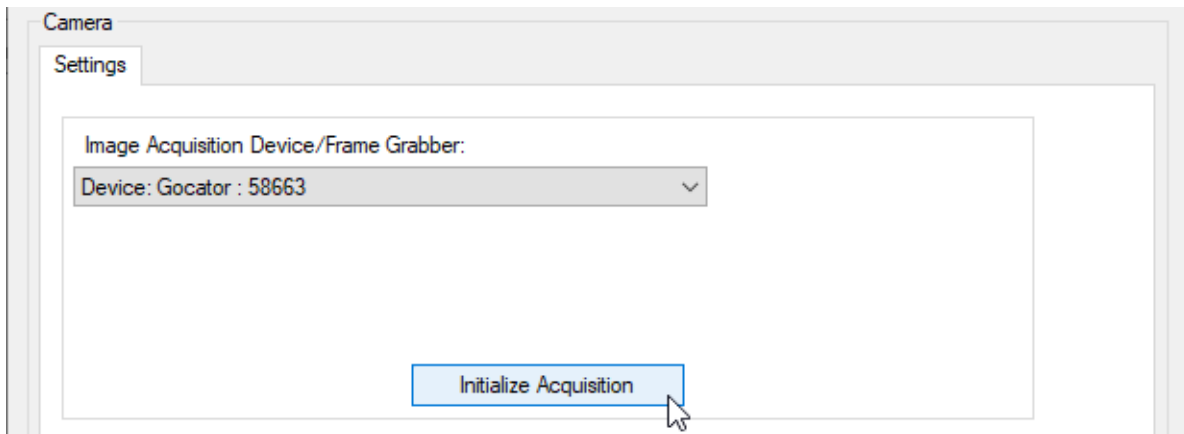 Camera
Settings
Image Acquisition Device/Frame Grabber:
Device: Gocator : 58663
Initialize Acquisition